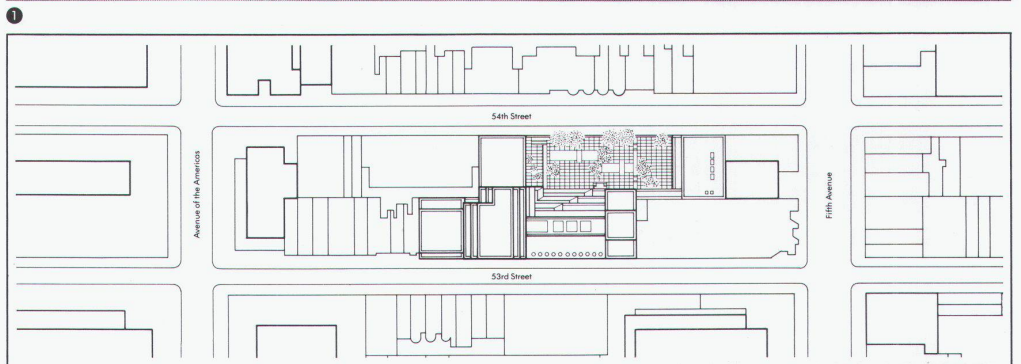 1
54th Street
Avenue of the Americas
Fifth Avenue
53rd Street